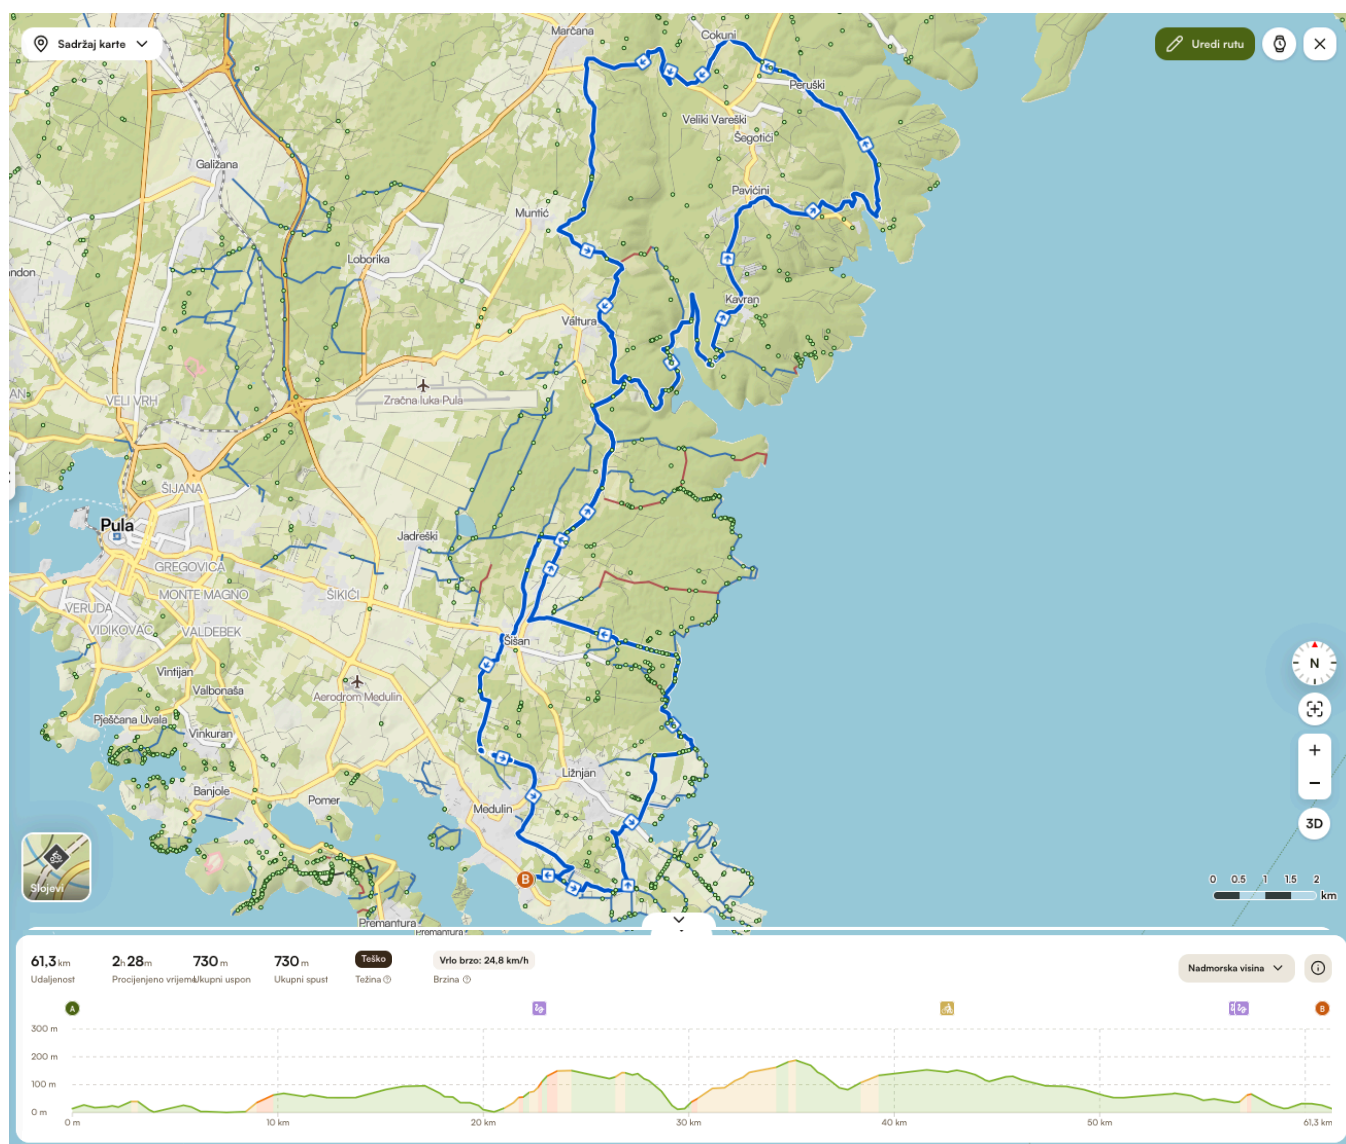 Sadržaj karte
Marčana
Cokuni
Uredi rutu
Peruški
Veliki Vareški
Šegotići
Galižana
Pavićini
Muntić
Loborika
Kavran
Valtura
Zračna luka Pula
VELI VRH
ŠIJANA
Pula
Jadreški
GREGOVICA
MONTE MAGNO
ŠIKIĆI
VERUDA
VIDIKOVAC
VALDEBEK
Šišan
Vintijan
Valbonaša
Aerodrom Medulin
N
Pješčana Uvala
Vinkuran
Ližnjan
Banjole
Pomer
Medulin
3D
B
Slojevi
0 0.5 1 1.5 2
km
Premantura
Premantura
61,3 km
2h 28m
730 m
730 m
Teško
Vrlo brzo: 24,8 km/h
Udaljenost
Procijenjeno vrijeme
Ukupni uspon
Ukupni spust
Težina
Brzina
Nadmorska visina
A
B
300 m
200 m
100 m
0 m
0 m
10 km
20 km
30 km
40 km
50 km
61,3 km